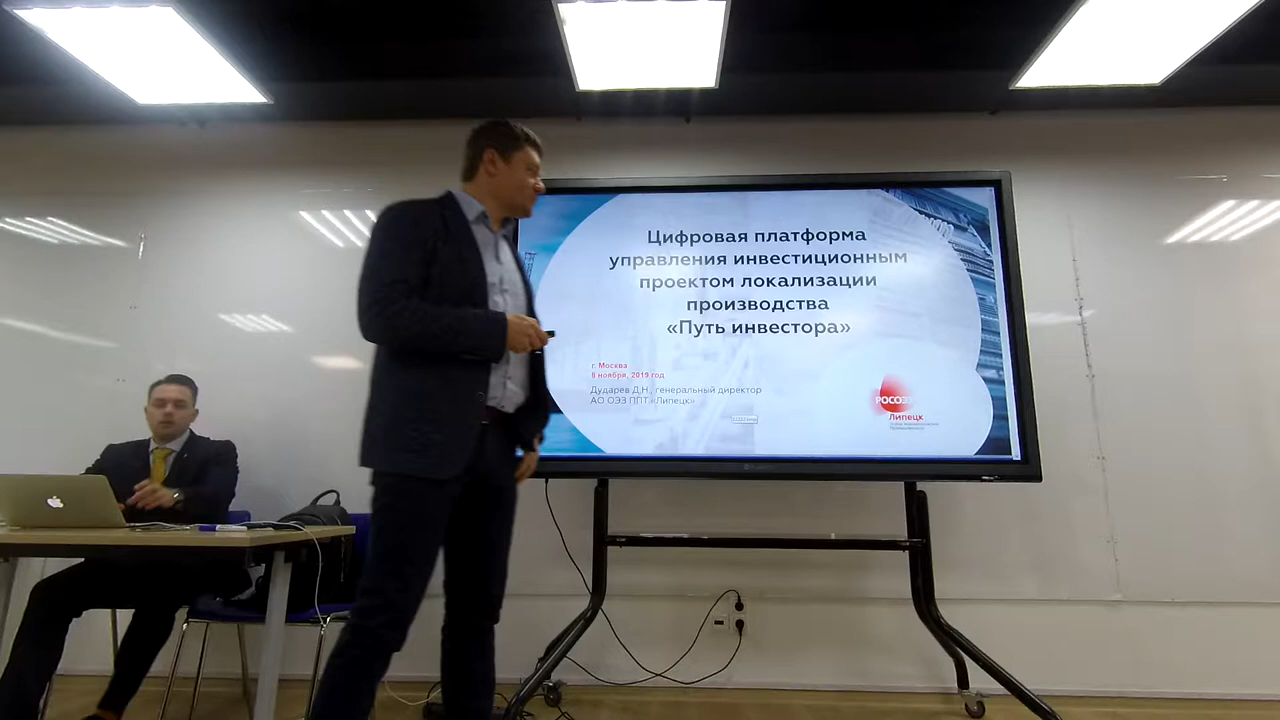 Цифровая платформа
управления инвестиционным
проектом локализации
производства
«Путь инвестора»
г. Москва
8 ноября, 2019 год
Дударев Д.Н., генеральный директор
АО ОЭЗ ППТ «Липецк»
РОСОЭЗ
Липецк